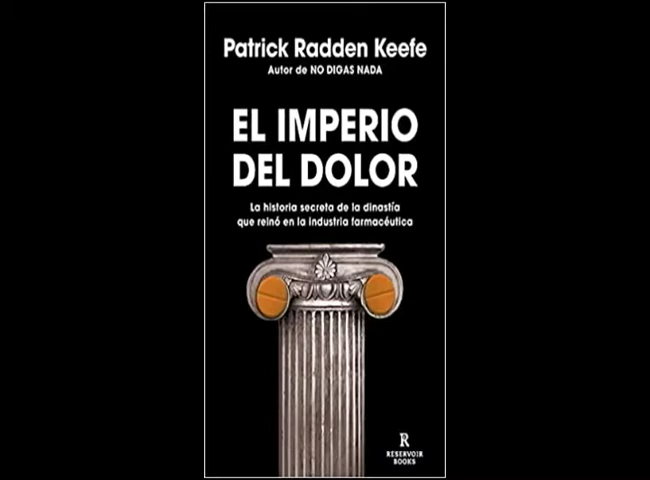 Patrick Radden Keefe
Autor de NO DIGAS NADA
EL IMPERIO
DEL DOLOR
La historia secreta de la dinastía
que reinó en la industria farmacéutica
R
RESERVOIR
BOOKS